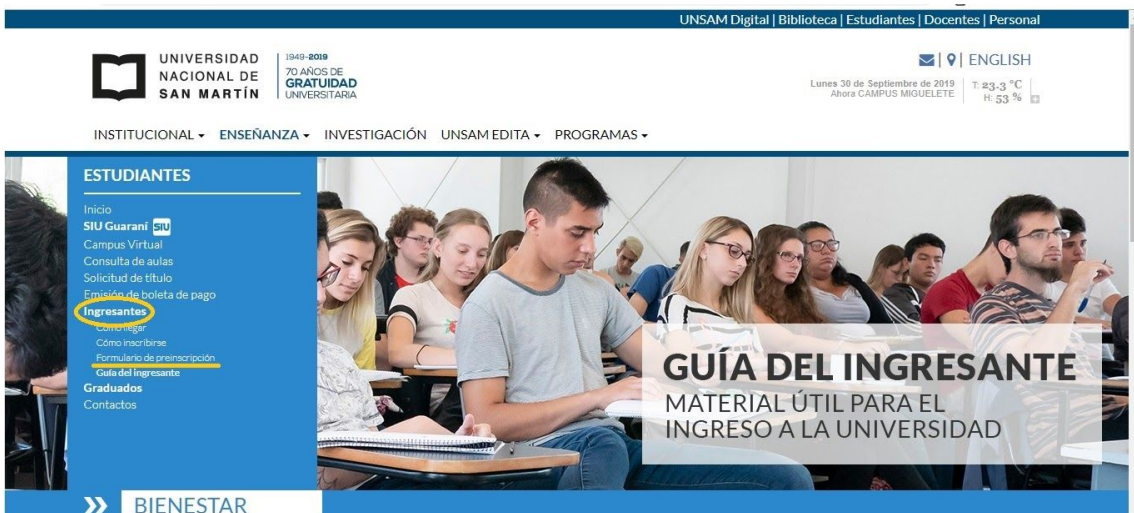 UNSAM Digital | Biblioteca | Estudiantes | Docentes | Personal
UNIVERSIDAD
NACIONAL DE
SAN MARTÍN
1949-2019
70 AÑOS DE
GRATUIDAD
UNIVERSITARIA
ENGLISH
Lunes 30 de Septiembre de 2019
Ahora CAMPUS MIGUELETE
T: 23.3 °C
H: 53 %
INSTITUCIONAL ENSEÑANZA INVESTIGACIÓN UNSAM EDITA PROGRAMAS
ESTUDIANTES
Inicio
SIU Guaraní SIU
Campus Virtual
Consulta de aulas
Solicitud de título
Emisión de boleta de pago
Ingresantes
Cómo llegar
Cómo inscribirse
Formulario de preinscripción
Guía del ingresante
Graduados
Contactos
GUÍA DEL INGRESANTE
MATERIAL ÚTIL PARA EL
INGRESO A LA UNIVERSIDAD
BIENESTAR